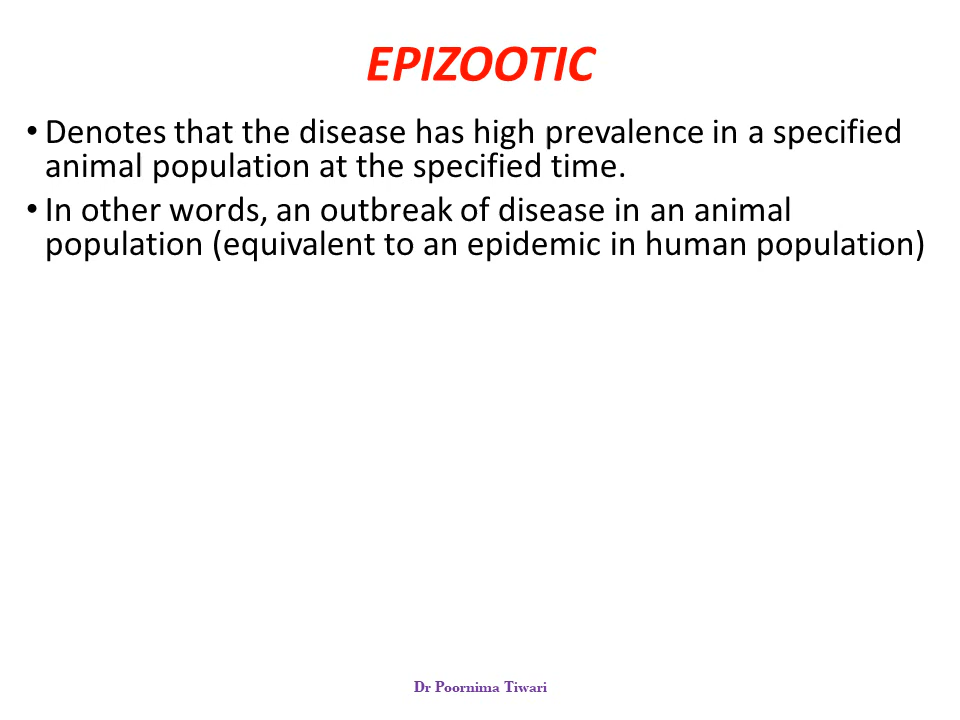 EPIZOOTIC
• Denotes that the disease has high prevalence in a specified
animal population at the specified time.
• In other words, an outbreak of disease in an animal
population (equivalent to an epidemic in human population)
Dr Poornima Tiwari